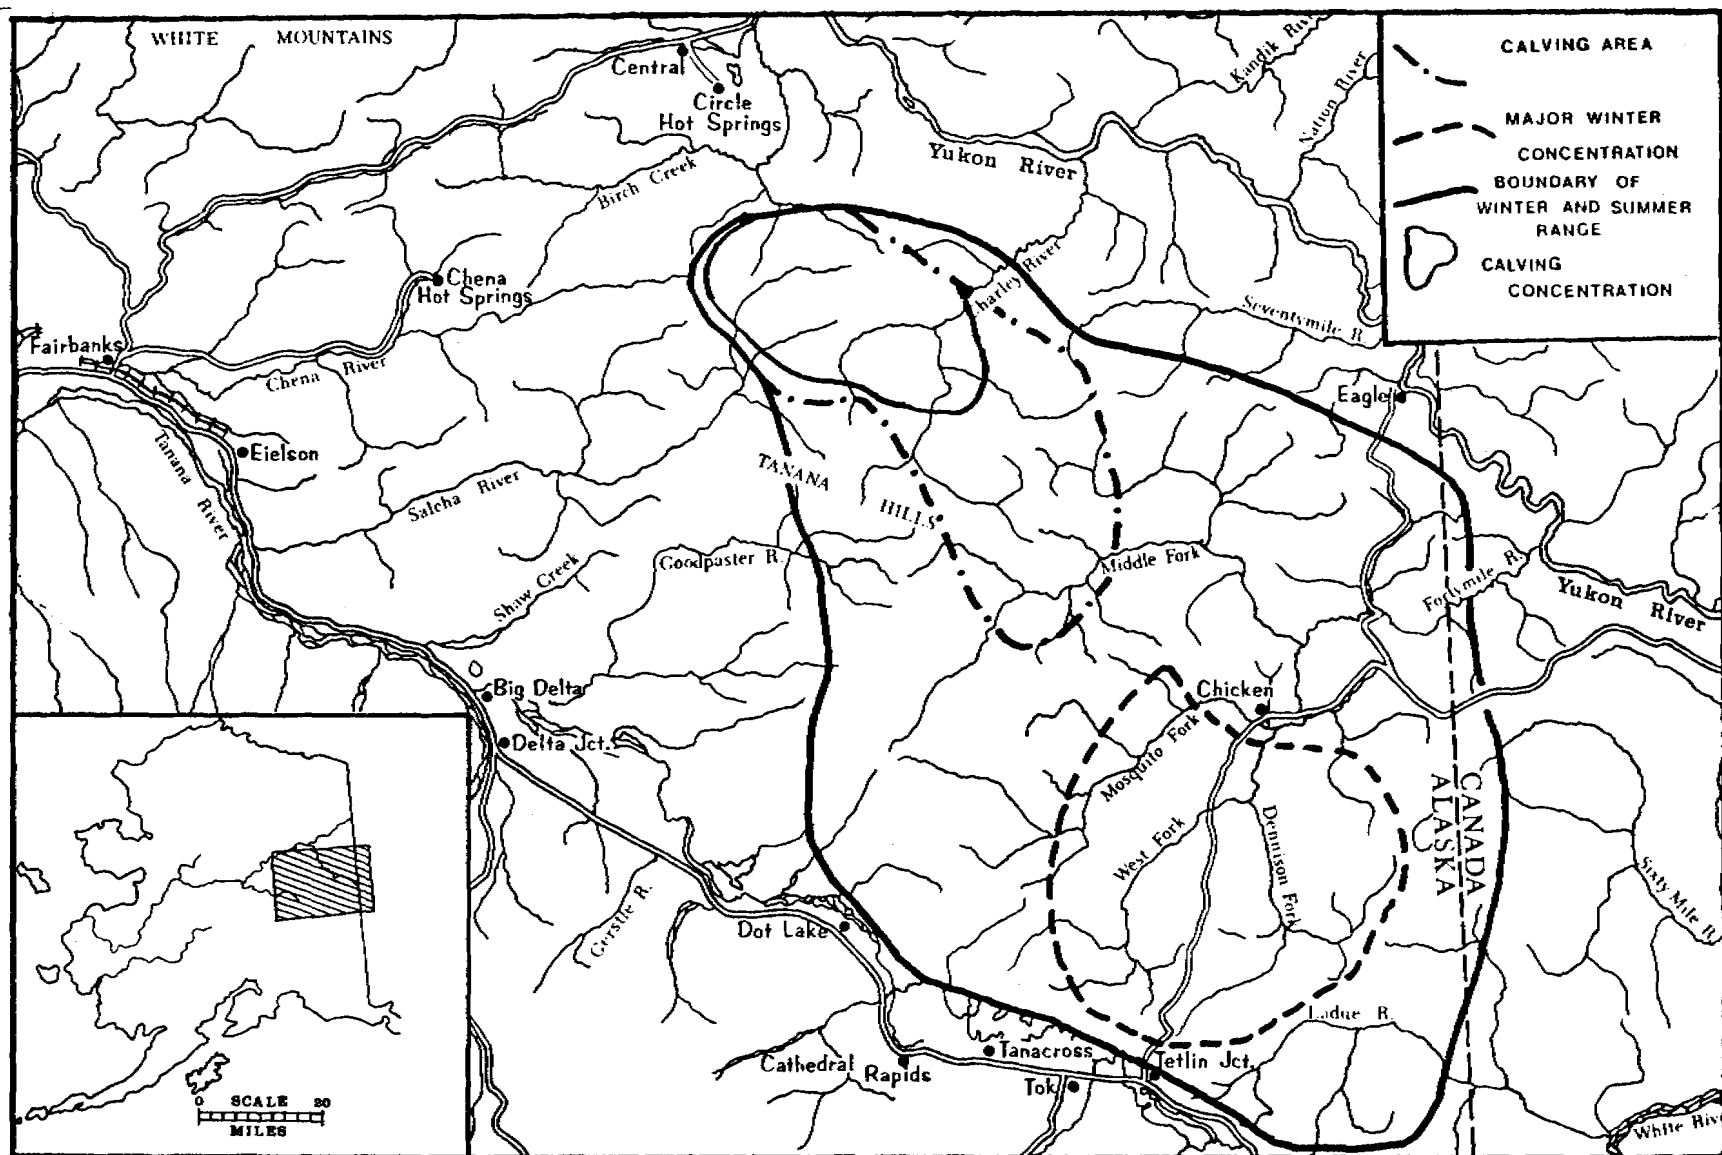 WHITE MOUNTAINS
Central
Circle
Hot Springs
Birch Creek
Yukon River
Kandik River
Nation River
CALVING AREA
MAJOR WINTER
CONCENTRATION
BOUNDARY OF
WINTER AND SUMMER
RANGE
CALVING
CONCENTRATION
Chena
Hot Springs
Charley River
Seventymile R.
Fairbanks
Chena River
Eagle
Eielson
Tanana River
Salcha River
TANANA HILLS
Shaw Creek
Goodpaster R.
Middle Fork
Fortymile R.
Yukon River
Big Delta
Delta Jct.
Chicken
Mosquito Fork
West Fork
Dennison Fork
CANADA
ALASKA
Sixty Mile R.
Gerstle R.
Dot Lake
Ladue R.
Cathedral Rapids
Tanacross
Tetlin Jct.
Tok
White Riv
0 SCALE 20
MILES